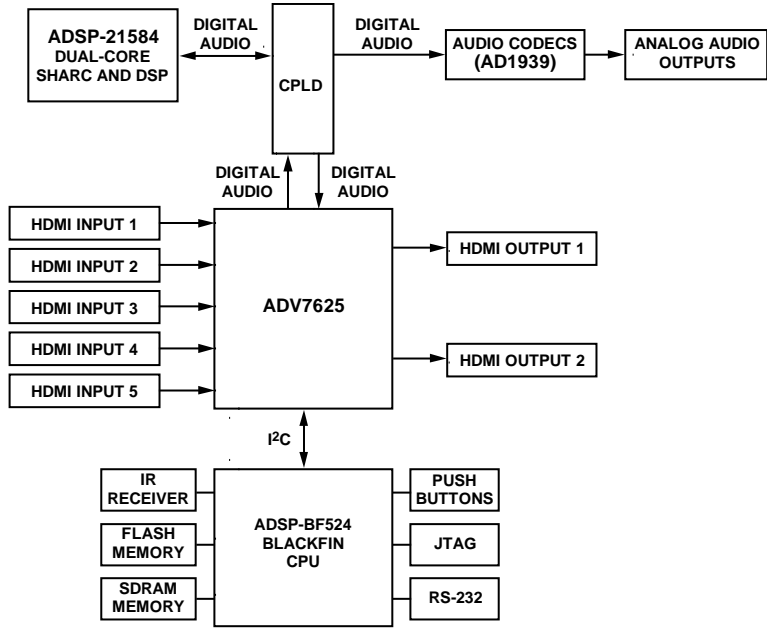 ADSP-21584
DUAL-CORE
SHARC AND DSP
DIGITAL
AUDIO
CPLD
DIGITAL
AUDIO
AUDIO CODECS
(AD1939)
ANALOG AUDIO
OUTPUTS
DIGITAL
AUDIO
DIGITAL
AUDIO
HDMI INPUT 1
HDMI INPUT 2
HDMI INPUT 3
HDMI INPUT 4
HDMI INPUT 5
ADV7625
HDMI OUTPUT 1
HDMI OUTPUT 2
I²C
IR
RECEIVER
FLASH
MEMORY
SDRAM
MEMORY
ADSP-BF524
BLACKFIN
CPU
PUSH
BUTTONS
JTAG
RS-232